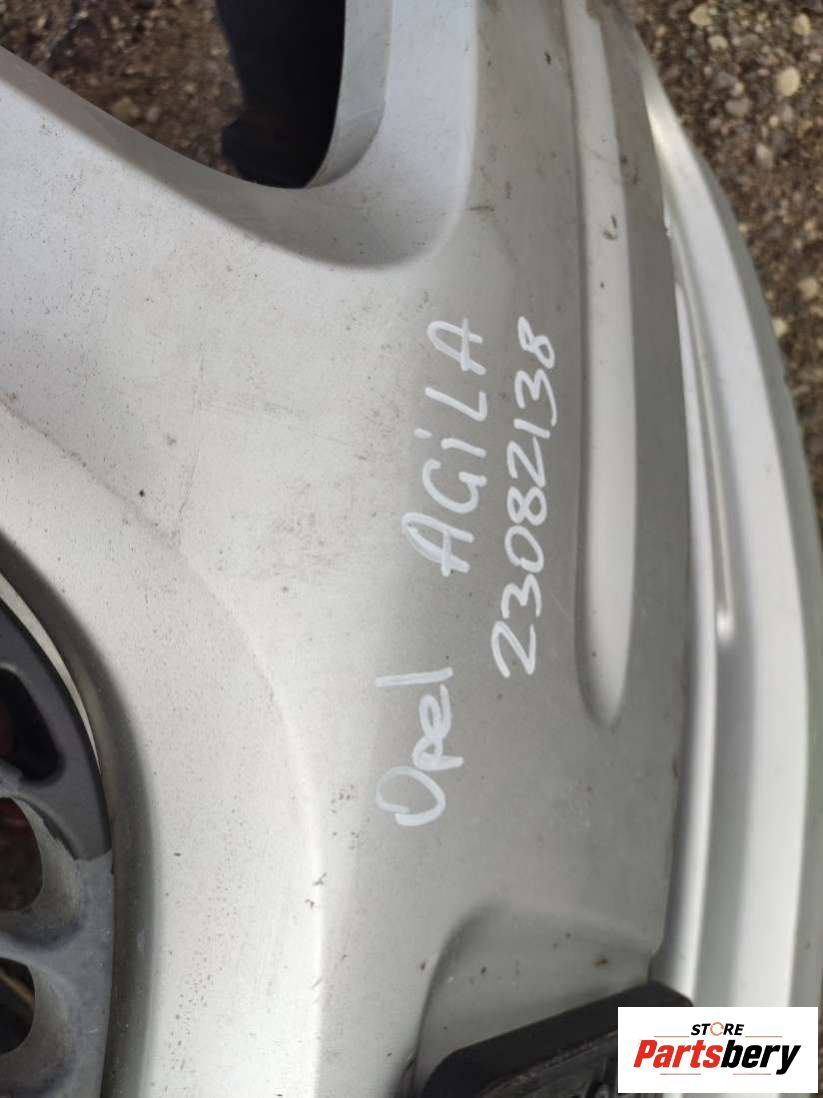 Opel AGiLA
23082138
STORE
Partsbery